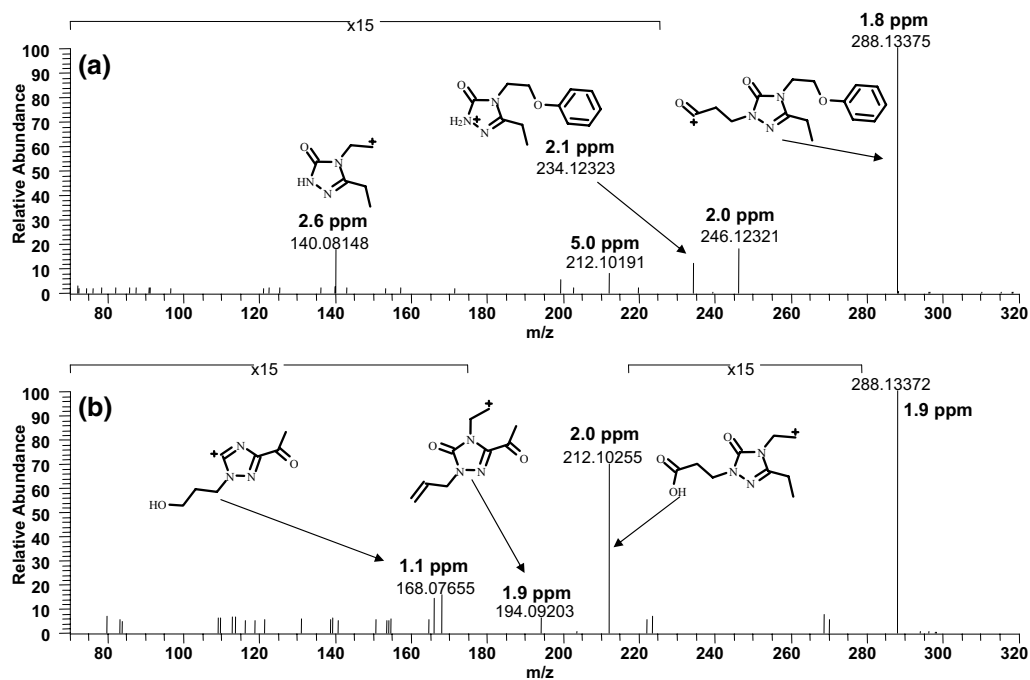 x15
1.8 ppm
288.13375
(a)
2.1 ppm
234.12323
2.6 ppm
140.08148
5.0 ppm
212.10191
2.0 ppm
246.12321
O
N
HN
N
+
O
N
H2N
+
N
O
O
+
O
N
N
N
O
Relative Abundance
100
90
80
70
60
50
40
30
20
10
0
80 100 120 140 160 180 200 220 240 260 280 300 320
m/z
x15
x15
288.13372
1.9 ppm
(b)
2.0 ppm
212.10255
1.1 ppm
168.07655
1.9 ppm
194.09203
+
N
N
N
O
HO
+
O
N
N
N
O
+
O
OH
O
N
N
N
Relative Abundance
100
90
80
70
60
50
40
30
20
10
0
80 100 120 140 160 180 200 220 240 260 280 300 320
m/z